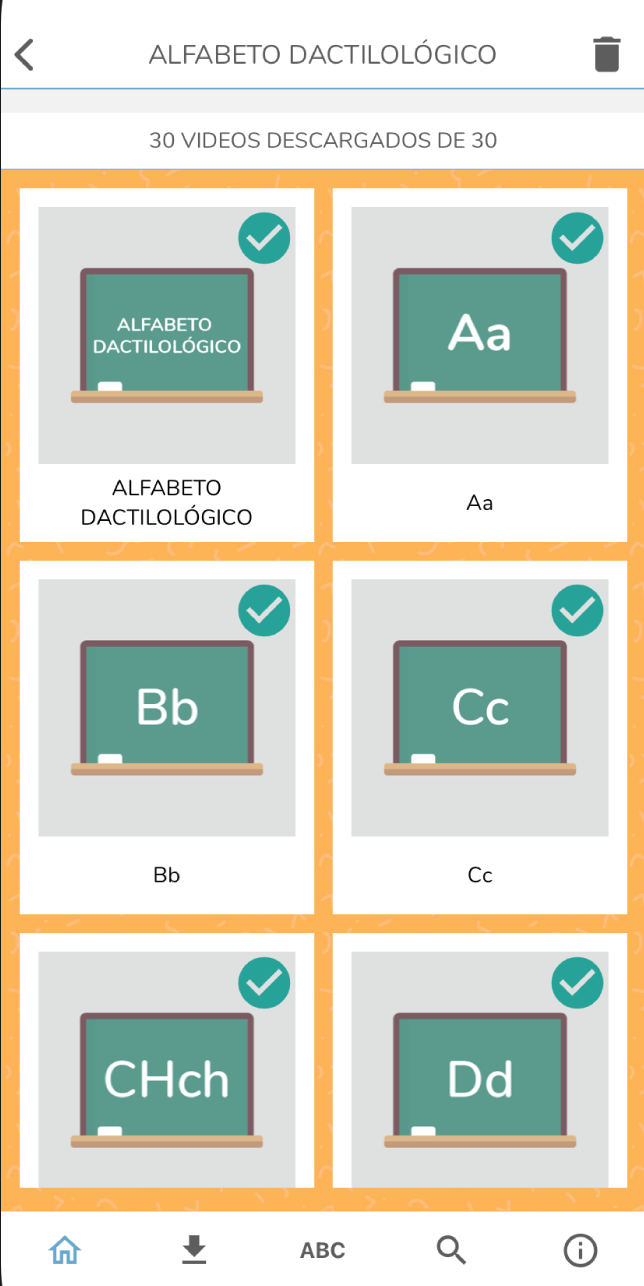 ALFABETO DACTILOLÓGICO
30 VIDEOS DESCARGADOS DE 30
ALFABETO
DACTILOLÓGICO
Aa
ALFABETO
DACTILOLÓGICO
Aa
Bb
Cc
Bb
Cc
CHch
Dd
ABC